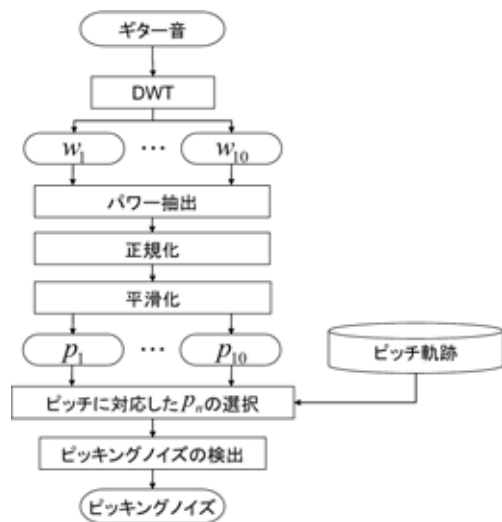 ギター音
DWT
w₁ … w₁₀
パワー抽出
正規化
平滑化
p₁ … p₁₀
ピッチ軌跡
ピッチに対応したpₙの選択
ピッキングノイズの検出
ピッキングノイズ